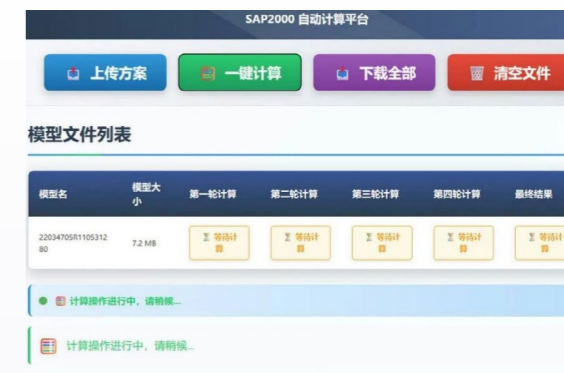 SAP2000 自动计算平台
上传方案 一键计算 下载全部 清空文件
模型文件列表
模型名 模型大小 第一轮计算 第二轮计算 第三轮计算 第四轮计算 最终结果
2203470SR110531280 7.2 MB 等待计算 等待计算 等待计算 等待计算 等待计算
计算操作进行中，请稍候...
计算操作进行中，请稍候...